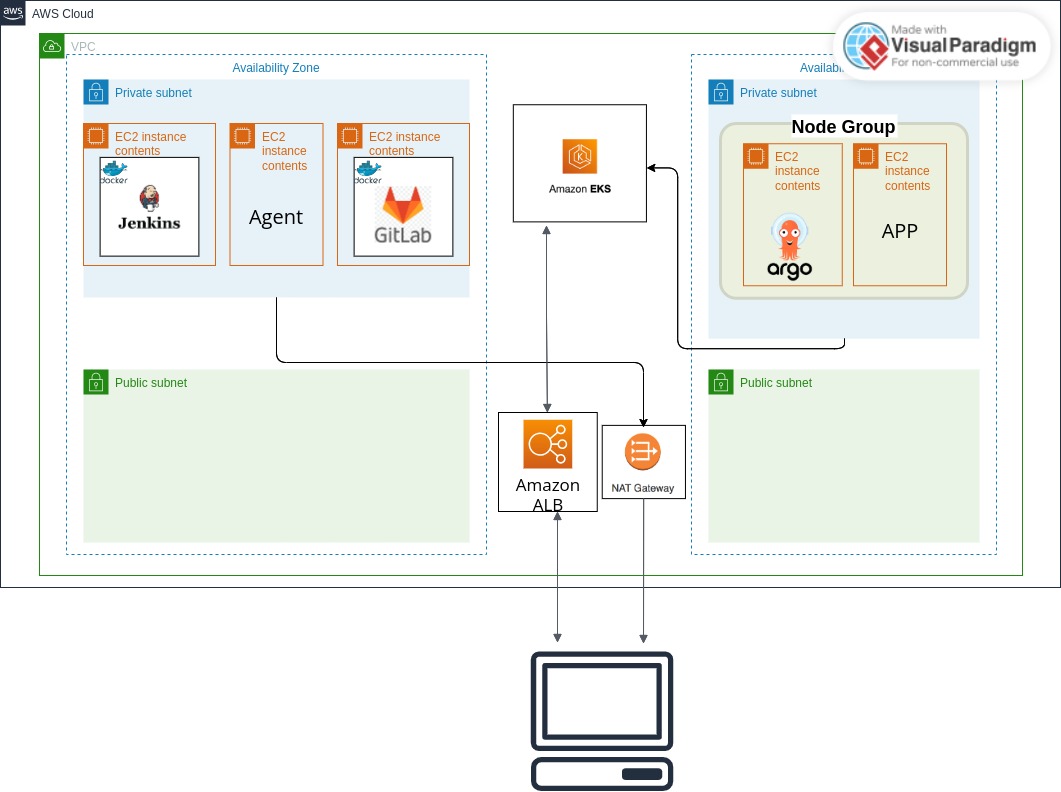 aws
AWS Cloud
Made with
Visual Paradigm
For non-commercial use
VPC
Availability Zone
Private subnet
EC2 instance
contents
docker
Jenkins
EC2
instance
contents
Agent
EC2 instance
contents
docker
GitLab
Public subnet
Amazon EKS
Amazon
ALB
NAT Gateway
Availabi
Private subnet
Node Group
EC2
instance
contents
argo
EC2
instance
contents
APP
Public subnet